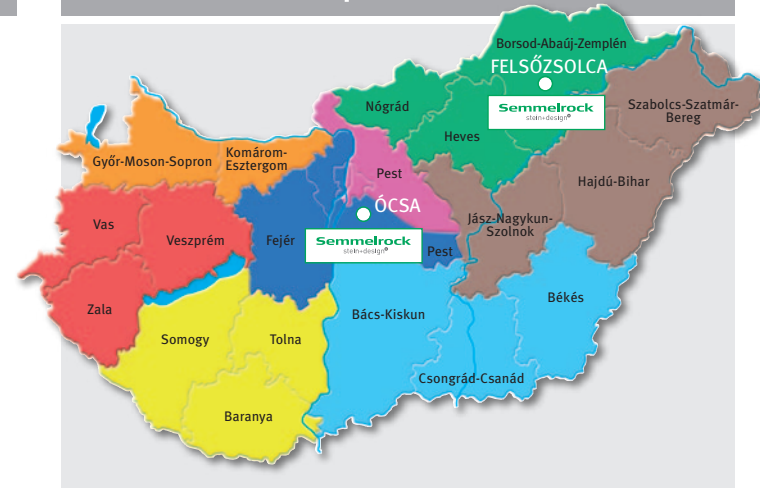 Borsod-Abaúj-Zemplén
FELSŐZSOLCA
Semmelrock
stein+design®
Szabolcs-Szatmár-
Bereg
Nógrád
Heves
Győr-Moson-Sopron
Komárom-
Esztergom
Pest
Hajdú-Bihar
ÓCSA
Semmelrock
stein+design®
Vas
Veszprém
Fejér
Pest
Jász-Nagykun-
Szolnok
Zala
Somogy
Tolna
Bács-Kiskun
Békés
Csongrád-Csanád
Baranya